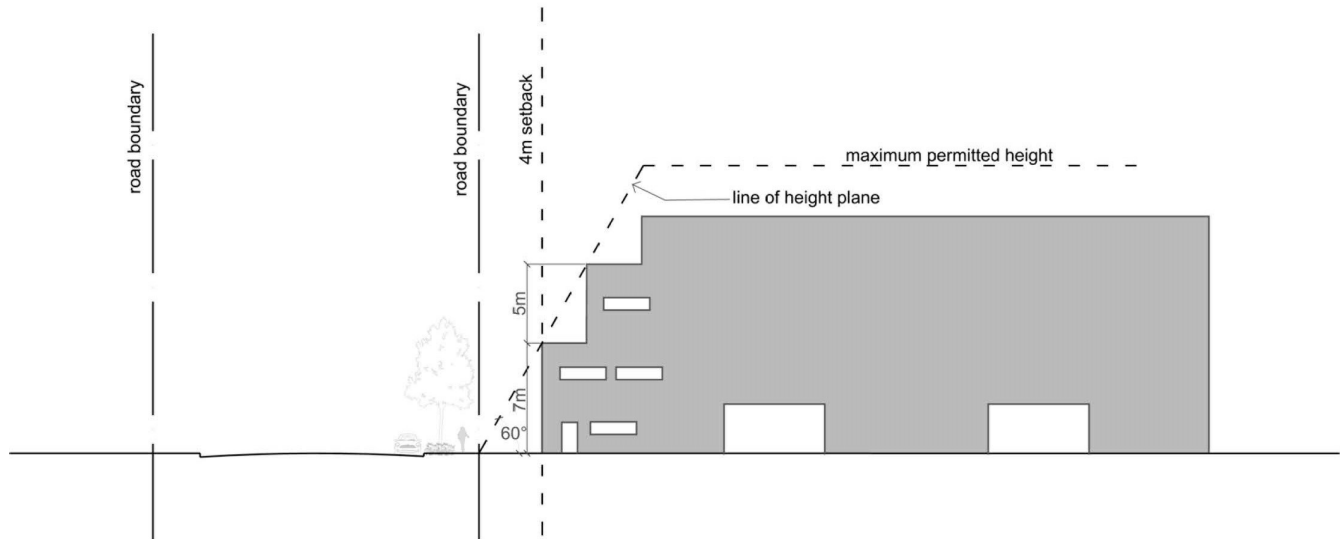 road boundary
road boundary
4m setback
maximum permitted height
line of height plane
5m
7m
60°